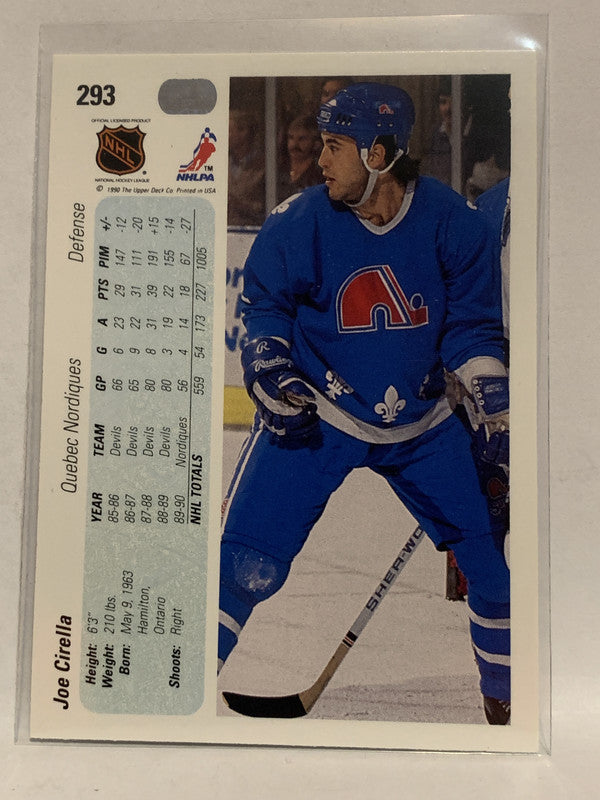 293
OFFICIAL LICENSED PRODUCT
NHL
NATIONAL HOCKEY LEAGUE
NHLPA
TM
© 1990 The Upper Deck Co. Printed in USA
Joe Cirella Quebec Nordiques Defense
Height: 6'3"
Weight: 210 lbs.
Born: May 9, 1963
Hamilton,
Ontario
Shoots: Right
YEAR TEAM GP G A PTS PIM +/-
85-86 Devils 66 6 23 29 147 -12
86-87 Devils 65 9 22 31 111 -20
87-88 Devils 80 8 31 39 191 +15
88-89 Devils 80 3 19 22 155 -14
89-90 Nordiques 56 4 14 18 67 -27
NHL TOTALS 559 54 173 227 1005
R
Rawlings
SHER-WO